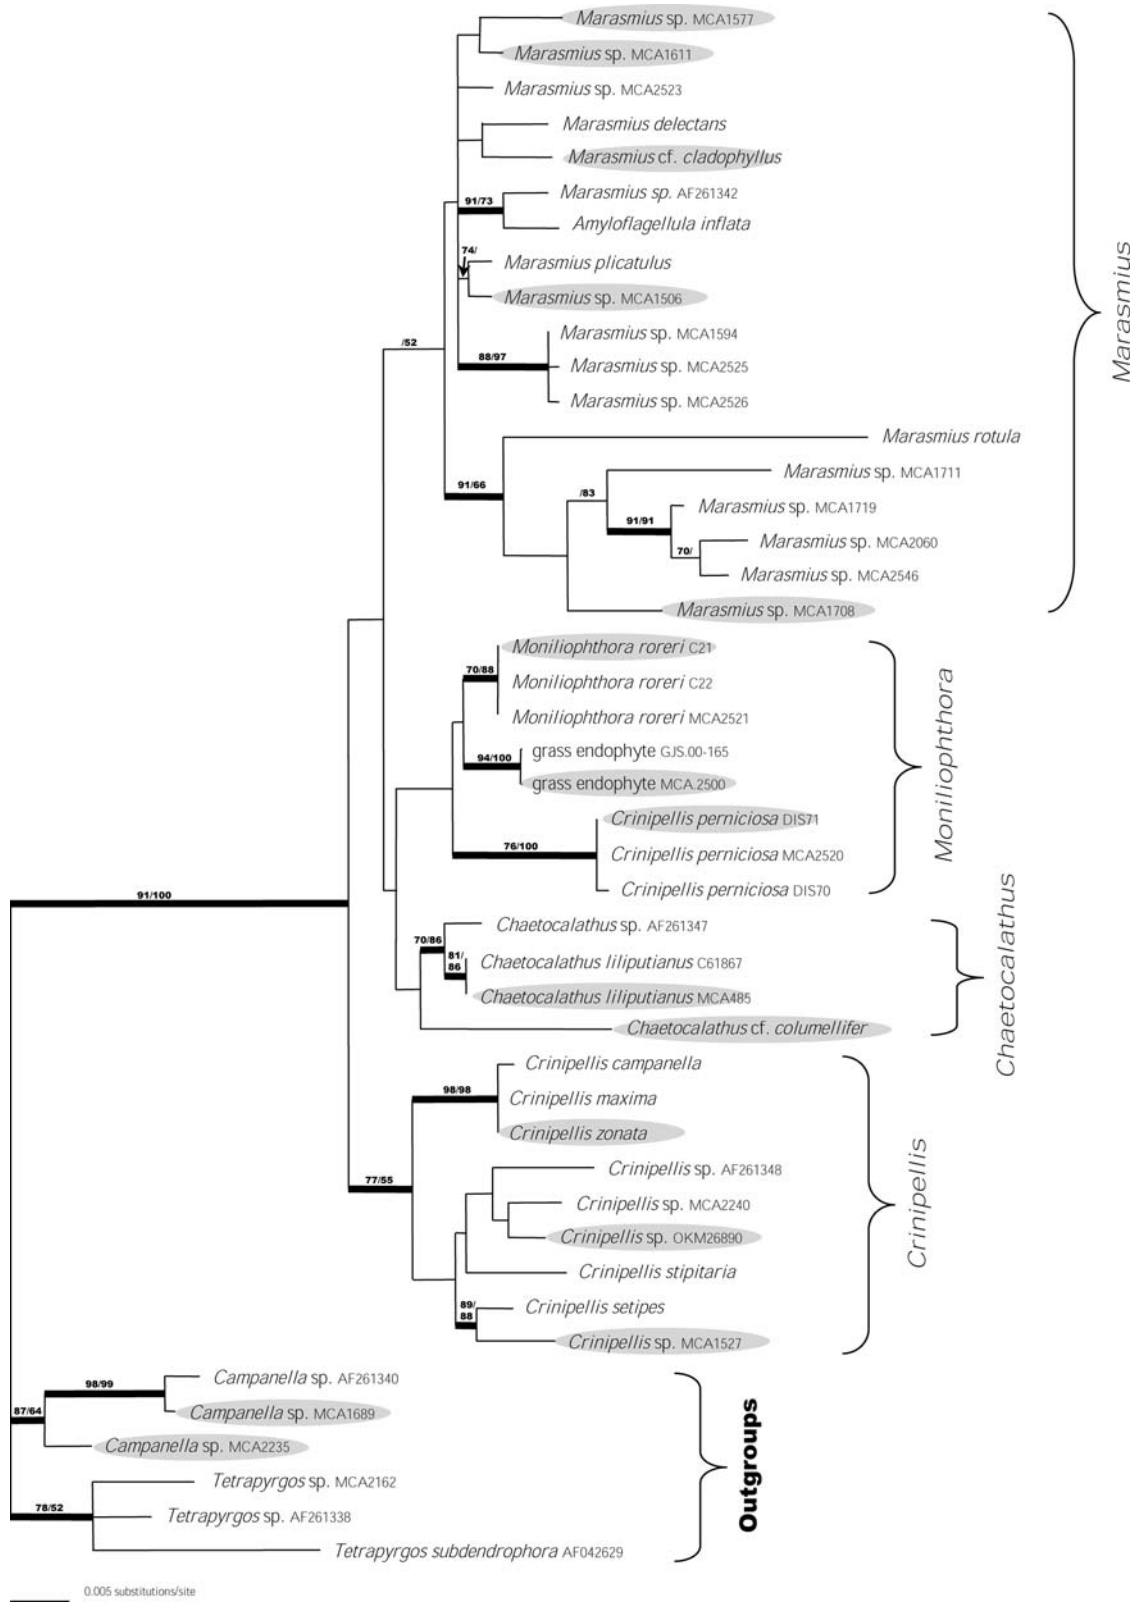 Marasmius sp. MCA1577
Marasmius sp. MCA1611
Marasmius sp. MCA2523
Marasmius delectans
Marasmius cf. cladophyllus
Marasmius sp. AF261342
91/73
Amyloflagellula inflata
74/
Marasmius plicatulus
Marasmius sp. MCA1506
Marasmius sp. MCA1594
/52
88/97
Marasmius sp. MCA2525
Marasmius sp. MCA2526
Marasmius
Marasmius rotula
Marasmius sp. MCA1711
91/66
/83
Marasmius sp. MCA1719
91/91
Marasmius sp. MCA2060
70/
Marasmius sp. MCA2546
Marasmius sp. MCA1708
Moniliophthora roreri C21
70/88
Moniliophthora roreri C22
Moniliophthora roreri MCA2521
grass endophyte GJS.00-165
94/100
grass endophyte MCA.2500
Moniliophthora
Crinipellis perniciosa DIS71
76/100
Crinipellis perniciosa MCA2520
Crinipellis perniciosa DIS70
91/100
Chaetocalathus sp. AF261347
70/86
81/
86
Chaetocalathus liliputianus C61867
Chaetocalathus liliputianus MCA485
Chaetocalathus cf. columellifer
Chaetocalathus
Crinipellis campanella
98/98
Crinipellis maxima
Crinipellis zonata
Crinipellis sp. AF261348
77/55
Crinipellis sp. MCA2240
Crinipellis sp. OKM26890
Crinipellis
Crinipellis stipitaria
89/
88
Crinipellis setipes
Crinipellis sp. MCA1527
Campanella sp. AF261340
98/99
Campanella sp. MCA1689
87/64
Campanella sp. MCA2235
Outgroups
Tetrapyrgos sp. MCA2162
78/52
Tetrapyrgos sp. AF261338
Tetrapyrgos subdendrophora AF042629
0.005 substitutions/site